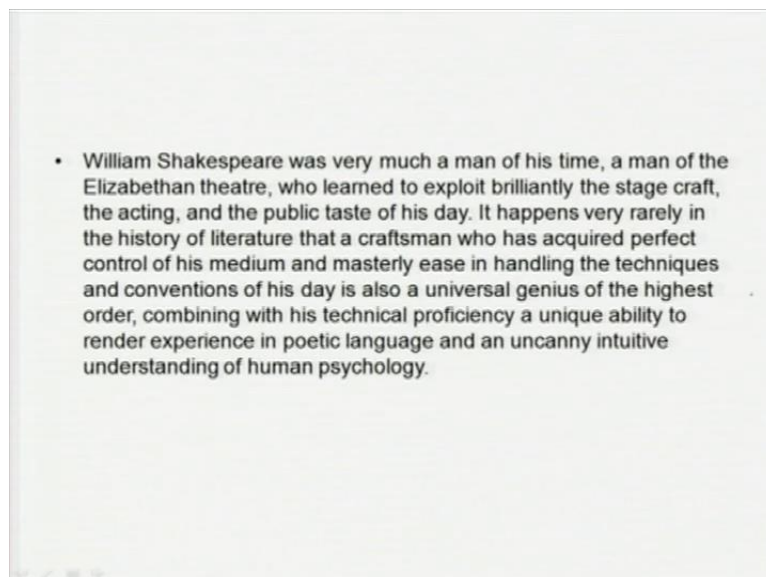 • William Shakespeare was very much a man of his time, a man of the
Elizabethan theatre, who learned to exploit brilliantly the stage craft,
the acting, and the public taste of his day. It happens very rarely in
the history of literature that a craftsman who has acquired perfect
control of his medium and masterly ease in handling the techniques
and conventions of his day is also a universal genius of the highest
order, combining with his technical proficiency a unique ability to
render experience in poetic language and an uncanny intuitive
understanding of human psychology.